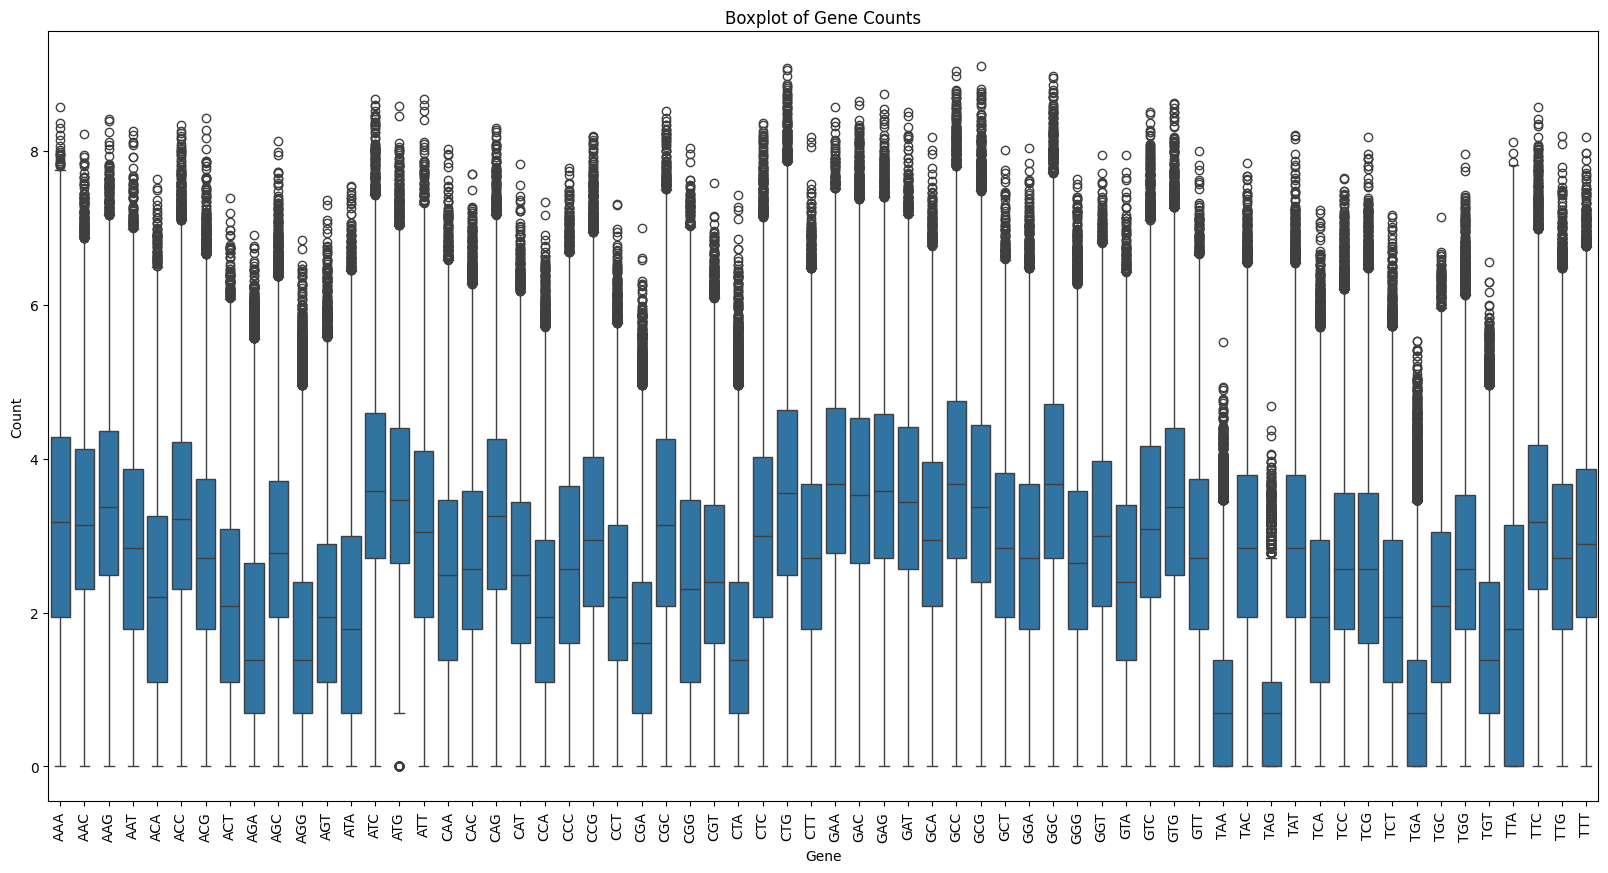 Boxplot of Gene Counts
Count
8
6
4
2
0
AAA AAC AAG AAT ACA ACC ACG ACT AGA AGC AGG AGT ATA ATC ATG ATT CAA CAC CAG CAT CCA CCC CCG CCT CGA CGC CGG CGT CTA CTC CTG CTT GAA GAC GAG GAT GCA GCC GCG GCT GGA GGC GGG GGT GTA GTC GTG GTT TAA TAC TAG TAT TCA TCC TCG TCT TGA TGC TGG TGT TTA TTC TTG TTT
Gene